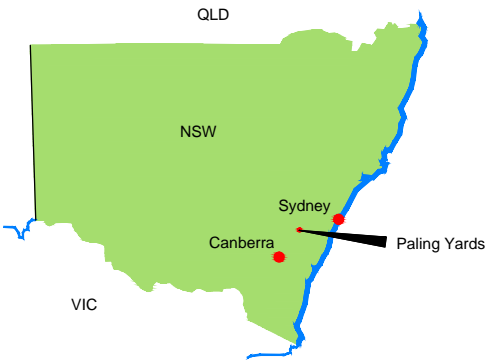 QLD
NSW
Sydney
Canberra
Paling Yards
VIC